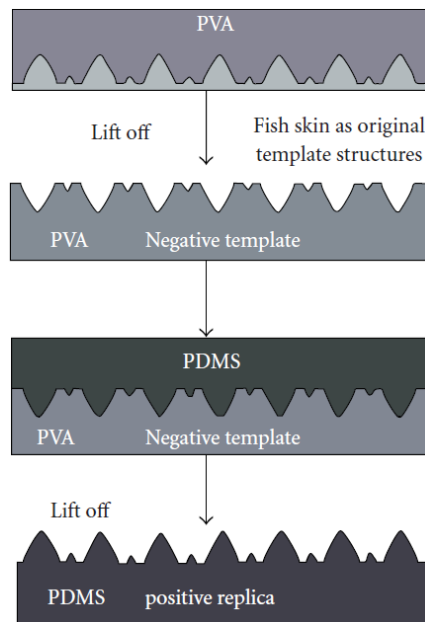 PVA
Lift off
Fish skin as original
template structures
PVA Negative template
PDMS
PVA Negative template
Lift off
PDMS positive replica